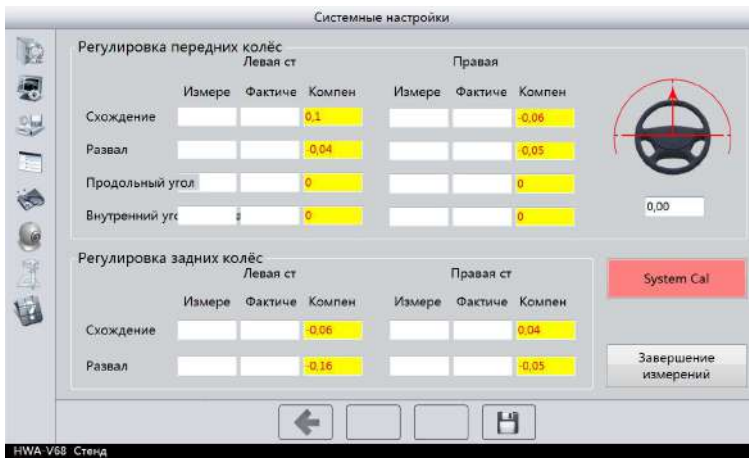 Системные настройки
Регулировка передних колёс
Левая ст Правая
Измере Фактиче Компен Измере Фактиче Компен
Схождение 0,1 -0,06
Развал -0,04 -0,05
Продольный угол 0 0
Внутренний уго 0 0
0,00
Регулировка задних колёс
Левая ст Правая ст
Измере Фактиче Компен Измере Фактиче Компен
Схождение -0,06 0,04
Развал -0,16 -0,05
System Cal
Завершение
измерений
HWA-V68 Стенд